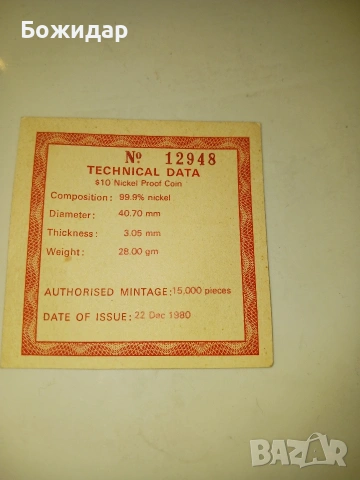 Божидар
№ 12948
TECHNICAL DATA
$10 Nickel Proof Coin
Composition: 99.9% nickel
Diameter: 40.70 mm
Thickness: 3.05 mm
Weight: 28.00 gm
AUTHORISED MINTAGE: 15,000 pieces
DATE OF ISSUE: 22 Dec 1980
BAZAR